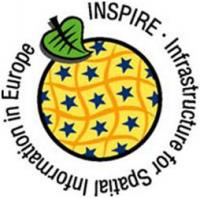 INSPIRE · Infrastructure for Spatial Information in Europe